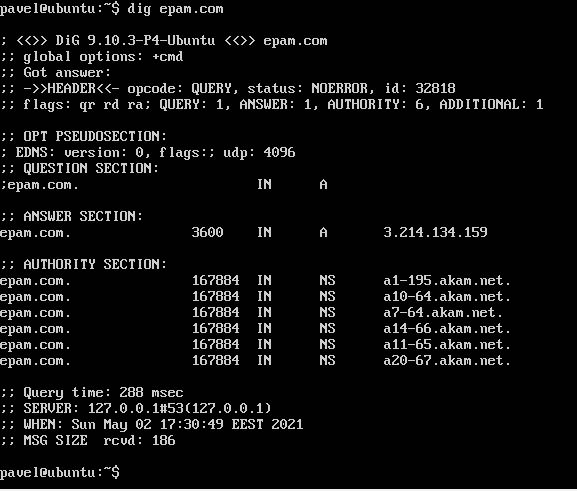 pavel@ubuntu:~$ dig epam.com
; <<>> DiG 9.10.3-P4-Ubuntu <<>> epam.com
;; global options: +cmd
;; Got answer:
;; ->>HEADER<<- opcode: QUERY, status: NOERROR, id: 32818
;; flags: qr rd ra; QUERY: 1, ANSWER: 1, AUTHORITY: 6, ADDITIONAL: 1
;; OPT PSEUDOSECTION:
; EDNS: version: 0, flags:; udp: 4096
;; QUESTION SECTION:
;epam.com. IN A
;; ANSWER SECTION:
epam.com. 3600 IN A 3.214.134.159
;; AUTHORITY SECTION:
epam.com. 167884 IN NS a1-195.akam.net.
epam.com. 167884 IN NS a10-64.akam.net.
epam.com. 167884 IN NS a7-64.akam.net.
epam.com. 167884 IN NS a14-66.akam.net.
epam.com. 167884 IN NS a11-65.akam.net.
epam.com. 167884 IN NS a20-67.akam.net.
;; Query time: 288 msec
;; SERVER: 127.0.0.1#53(127.0.0.1)
;; WHEN: Sun May 02 17:30:49 EEST 2021
;; MSG SIZE rcvd: 186
pavel@ubuntu:~$